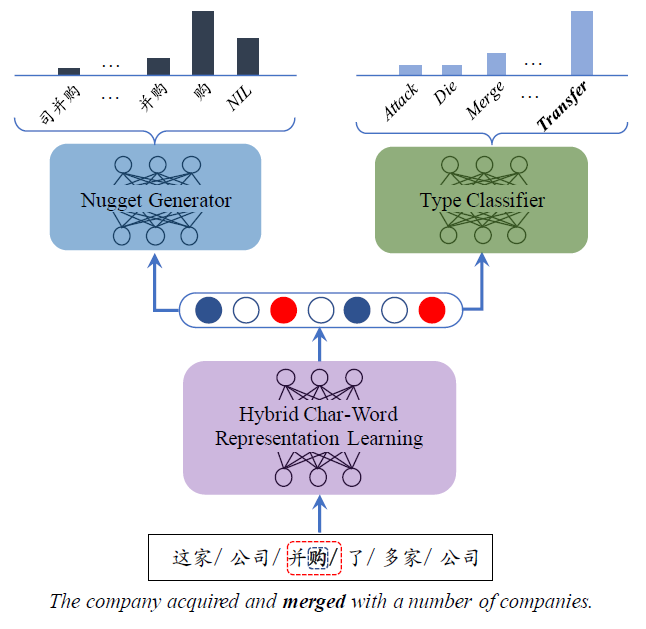 ... ...
司并购 ... 并购 购 NIL
Attack Die Merge ... Transfer
Nugget Generator
Type Classifier
Hybrid Char-Word
Representation Learning
这家/ 公司/ 并购/ 了/ 多家/ 公司
The company acquired and merged with a number of companies.